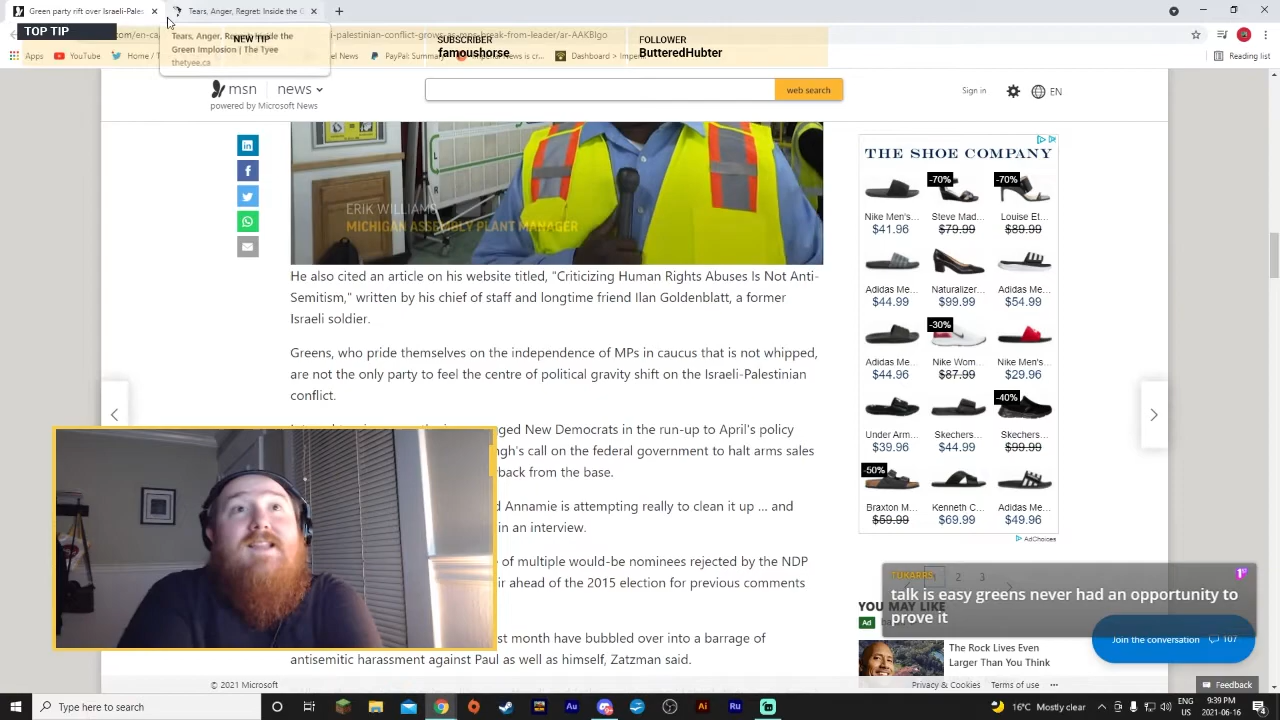 Green party rift over Israel-Pales
Tears, Anger, Regret: Inside the G
TOP TIP
.com/en-ca
-palestinian-conflict-grows-as-mps-break-from-leader/ar-AAKBlgo
Tears, Anger, Regret: Inside the
Green Implosion | The Tyee
thetyee.ca
NEW TIP
SUBSCRIBER
famoushorse
FOLLOWER
ButteredHubter
Apps
YouTube
Home / T
News
PayPal: Summary
Imperial News is cr...
Dashboard > Imperi
Reading list
msn
news
powered by Microsoft News
web search
Sign in
EN
ERIK WILLIAMS
MICHIGAN ASSEMBLY PLANT MANAGER
He also cited an article on his website titled, "Criticizing Human Rights Abuses Is Not Anti-
Semitism," written by his chief of staff and longtime friend Ilan Goldenblatt, a former
Israeli soldier.
Greens, who pride themselves on the independence of MPs in caucus that is not whipped,
are not the only party to feel the centre of political gravity shift on the Israeli-Palestinian
conflict.
ged New Democrats in the run-up to April's policy
gh's call on the federal government to halt arms sales
back from the base.
d Annamie is attempting really to clean it up … and
in an interview.
of multiple would-be nominees rejected by the NDP
ir ahead of the 2015 election for previous comments
st month have bubbled over into a barrage of
antisemitic harassment against Paul as well as himself, Zatzman said.
THE SHOE COMPANY
-70%
-70%
Nike Men's...
Steve Mad...
Louise Et...
$41.96
$79.99
$89.99
Adidas Me...
Naturalizer...
Adidas Me...
$44.99
$99.99
$54.99
-30%
Adidas Me...
Nike Wom...
Nike Men's...
$44.96
$87.99
$29.96
-40%
Under Arm...
Skechers...
Skechers...
$39.96
$44.99
$99.99
-50%
Braxton M...
Kenneth C...
Adidas Me...
$59.99
$69.99
$49.96
AdChoices
1
2
3
TUKARRS
talk is easy greens never had an opportunity to
prove it
YOU MAY LIKE
Ad
Join the conversation
107
The Rock Lives Even
Larger Than You Think
© 2021 Microsoft
Privacy & Cookies
Terms of use
Feedback
Type here to search
16°C Mostly clear
ENG
US
9:39 PM
2021-06-16